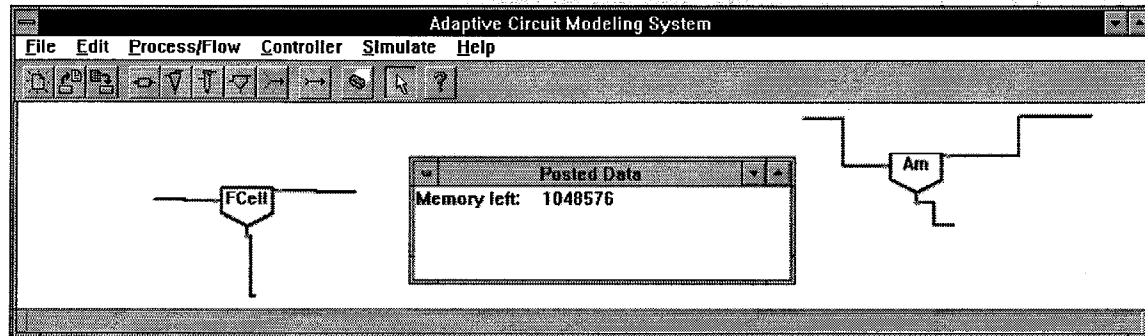 Adaptive Circuit Modeling System
File Edit Process/Flow Controller Simulate Help
?
FCell
Posted Data
Memory left: 1048576
Am